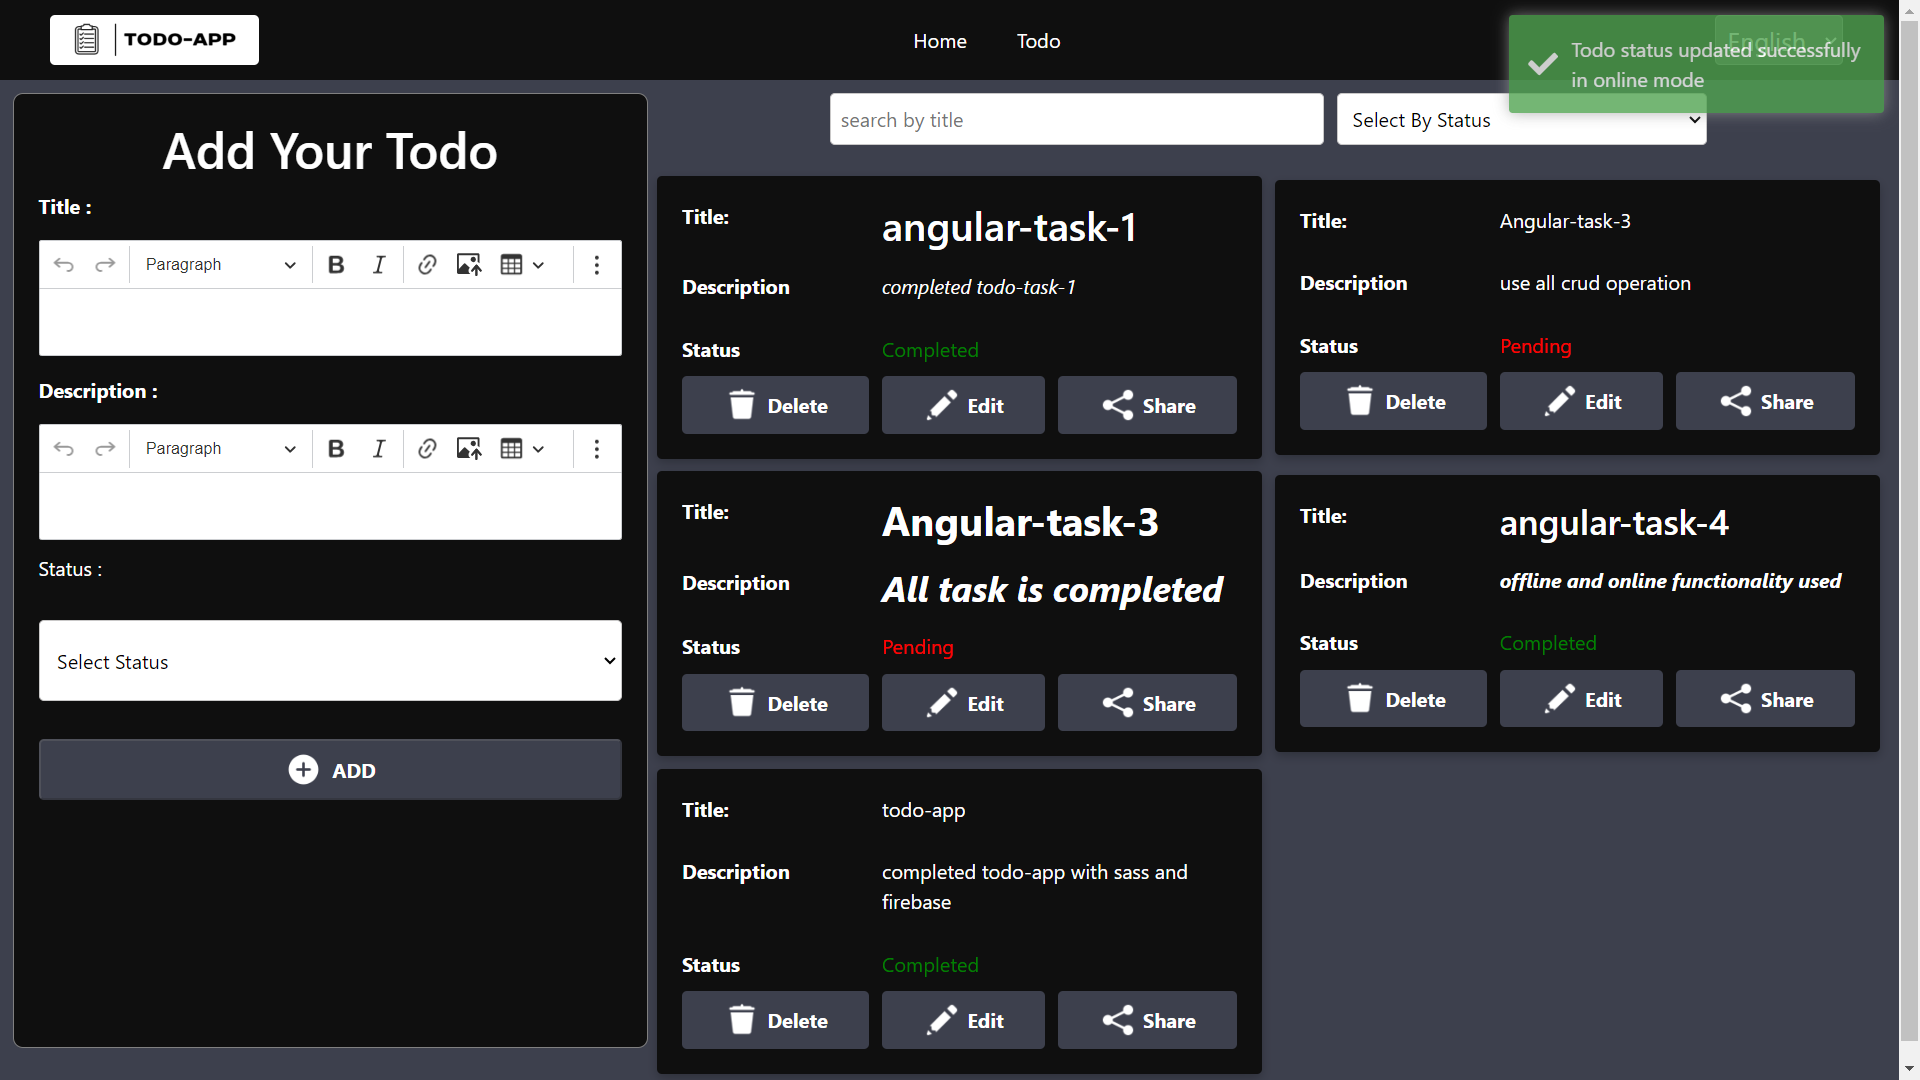 TODO-APP
Home
Todo
English
Todo status updated successfully
in online mode
Add Your Todo
Title :
Paragraph
B I
Description :
Paragraph
B I
Status :
Select Status
ADD
search by title
Select By Status
Title:
angular-task-1
Description
completed todo-task-1
Status
Completed
Delete
Edit
Share
Title:
Angular-task-3
Description
use all crud operation
Status
Pending
Delete
Edit
Share
Title:
Angular-task-3
Description
All task is completed
Status
Pending
Delete
Edit
Share
Title:
angular-task-4
Description
offline and online functionality used
Status
Completed
Delete
Edit
Share
Title:
todo-app
Description
completed todo-app with sass and
firebase
Status
Completed
Delete
Edit
Share